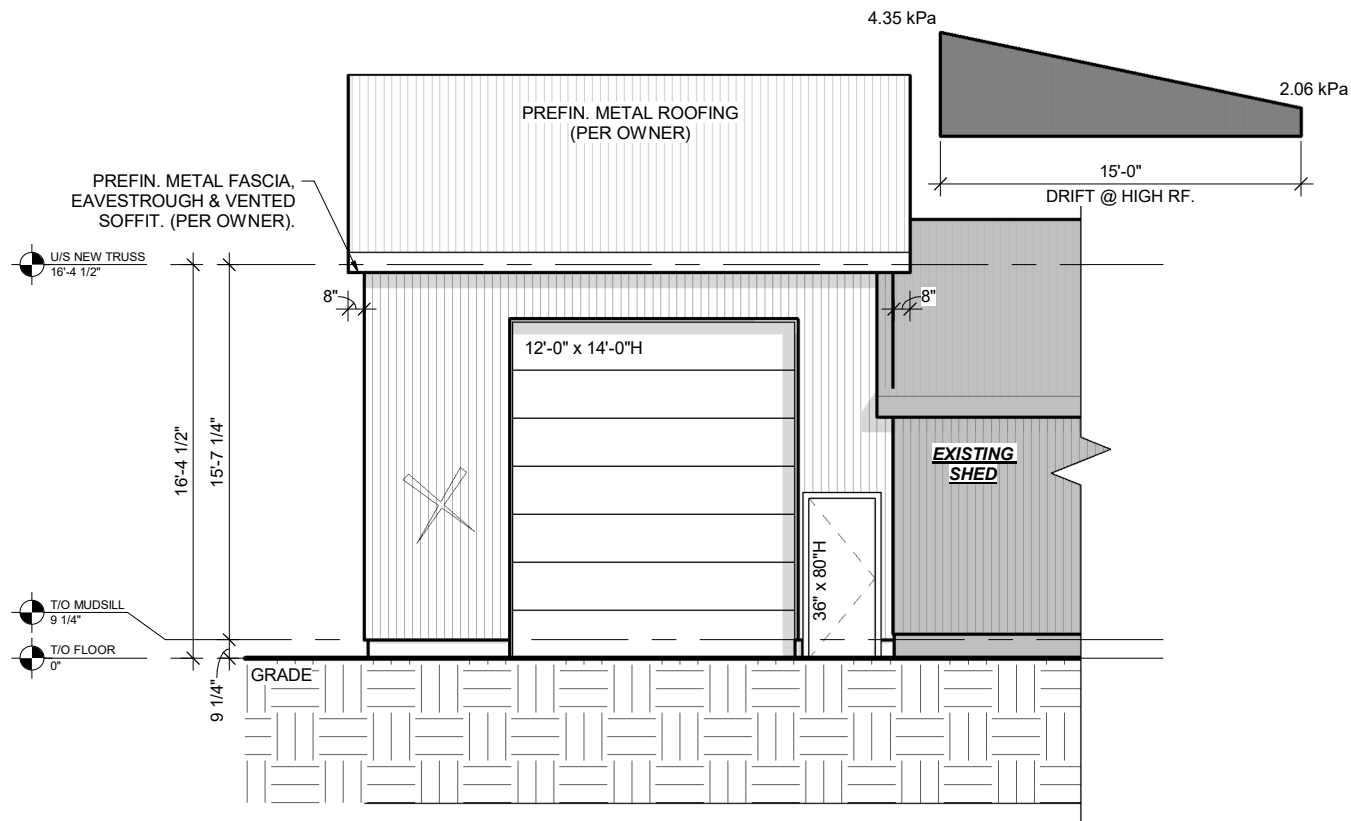 4.35 kPa
2.06 kPa
15'-0"
DRIFT @ HIGH RF.
PREFIN. METAL ROOFING
(PER OWNER)
PREFIN. METAL FASCIA,
EAVESTROUGH & VENTED
SOFFIT. (PER OWNER).
U/S NEW TRUSS
16'-4 1/2"
8"
8"
12'-0" x 14'-0"H
16'-4 1/2"
15'-7 1/4"
EXISTING
SHED
36" x 80"H
T/O MUDSILL
9 1/4"
T/O FLOOR
0"
9 1/4"
GRADE